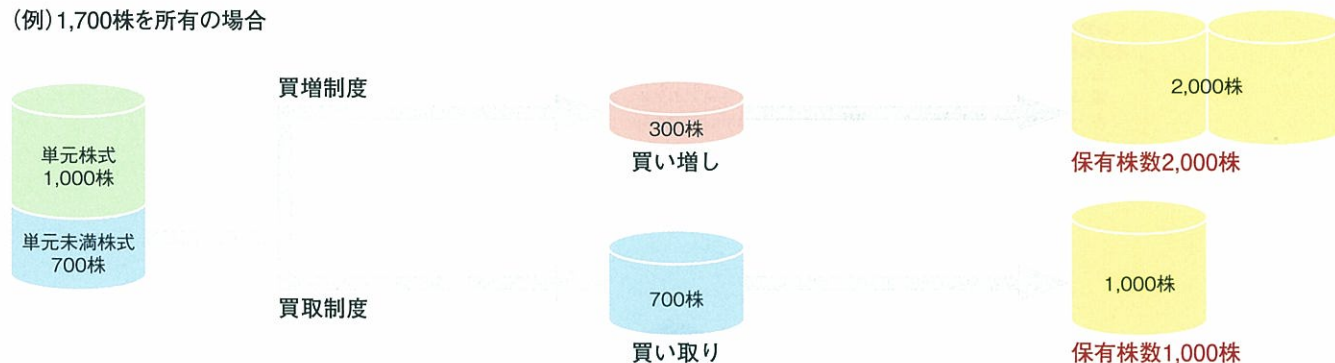 (例)1,700株を所有の場合
単元株式
1,000株
単元未満株式
700株
買増制度
300株
買い増し
2,000株
保有株数2,000株
買取制度
700株
買い取り
1,000株
保有株数1,000株